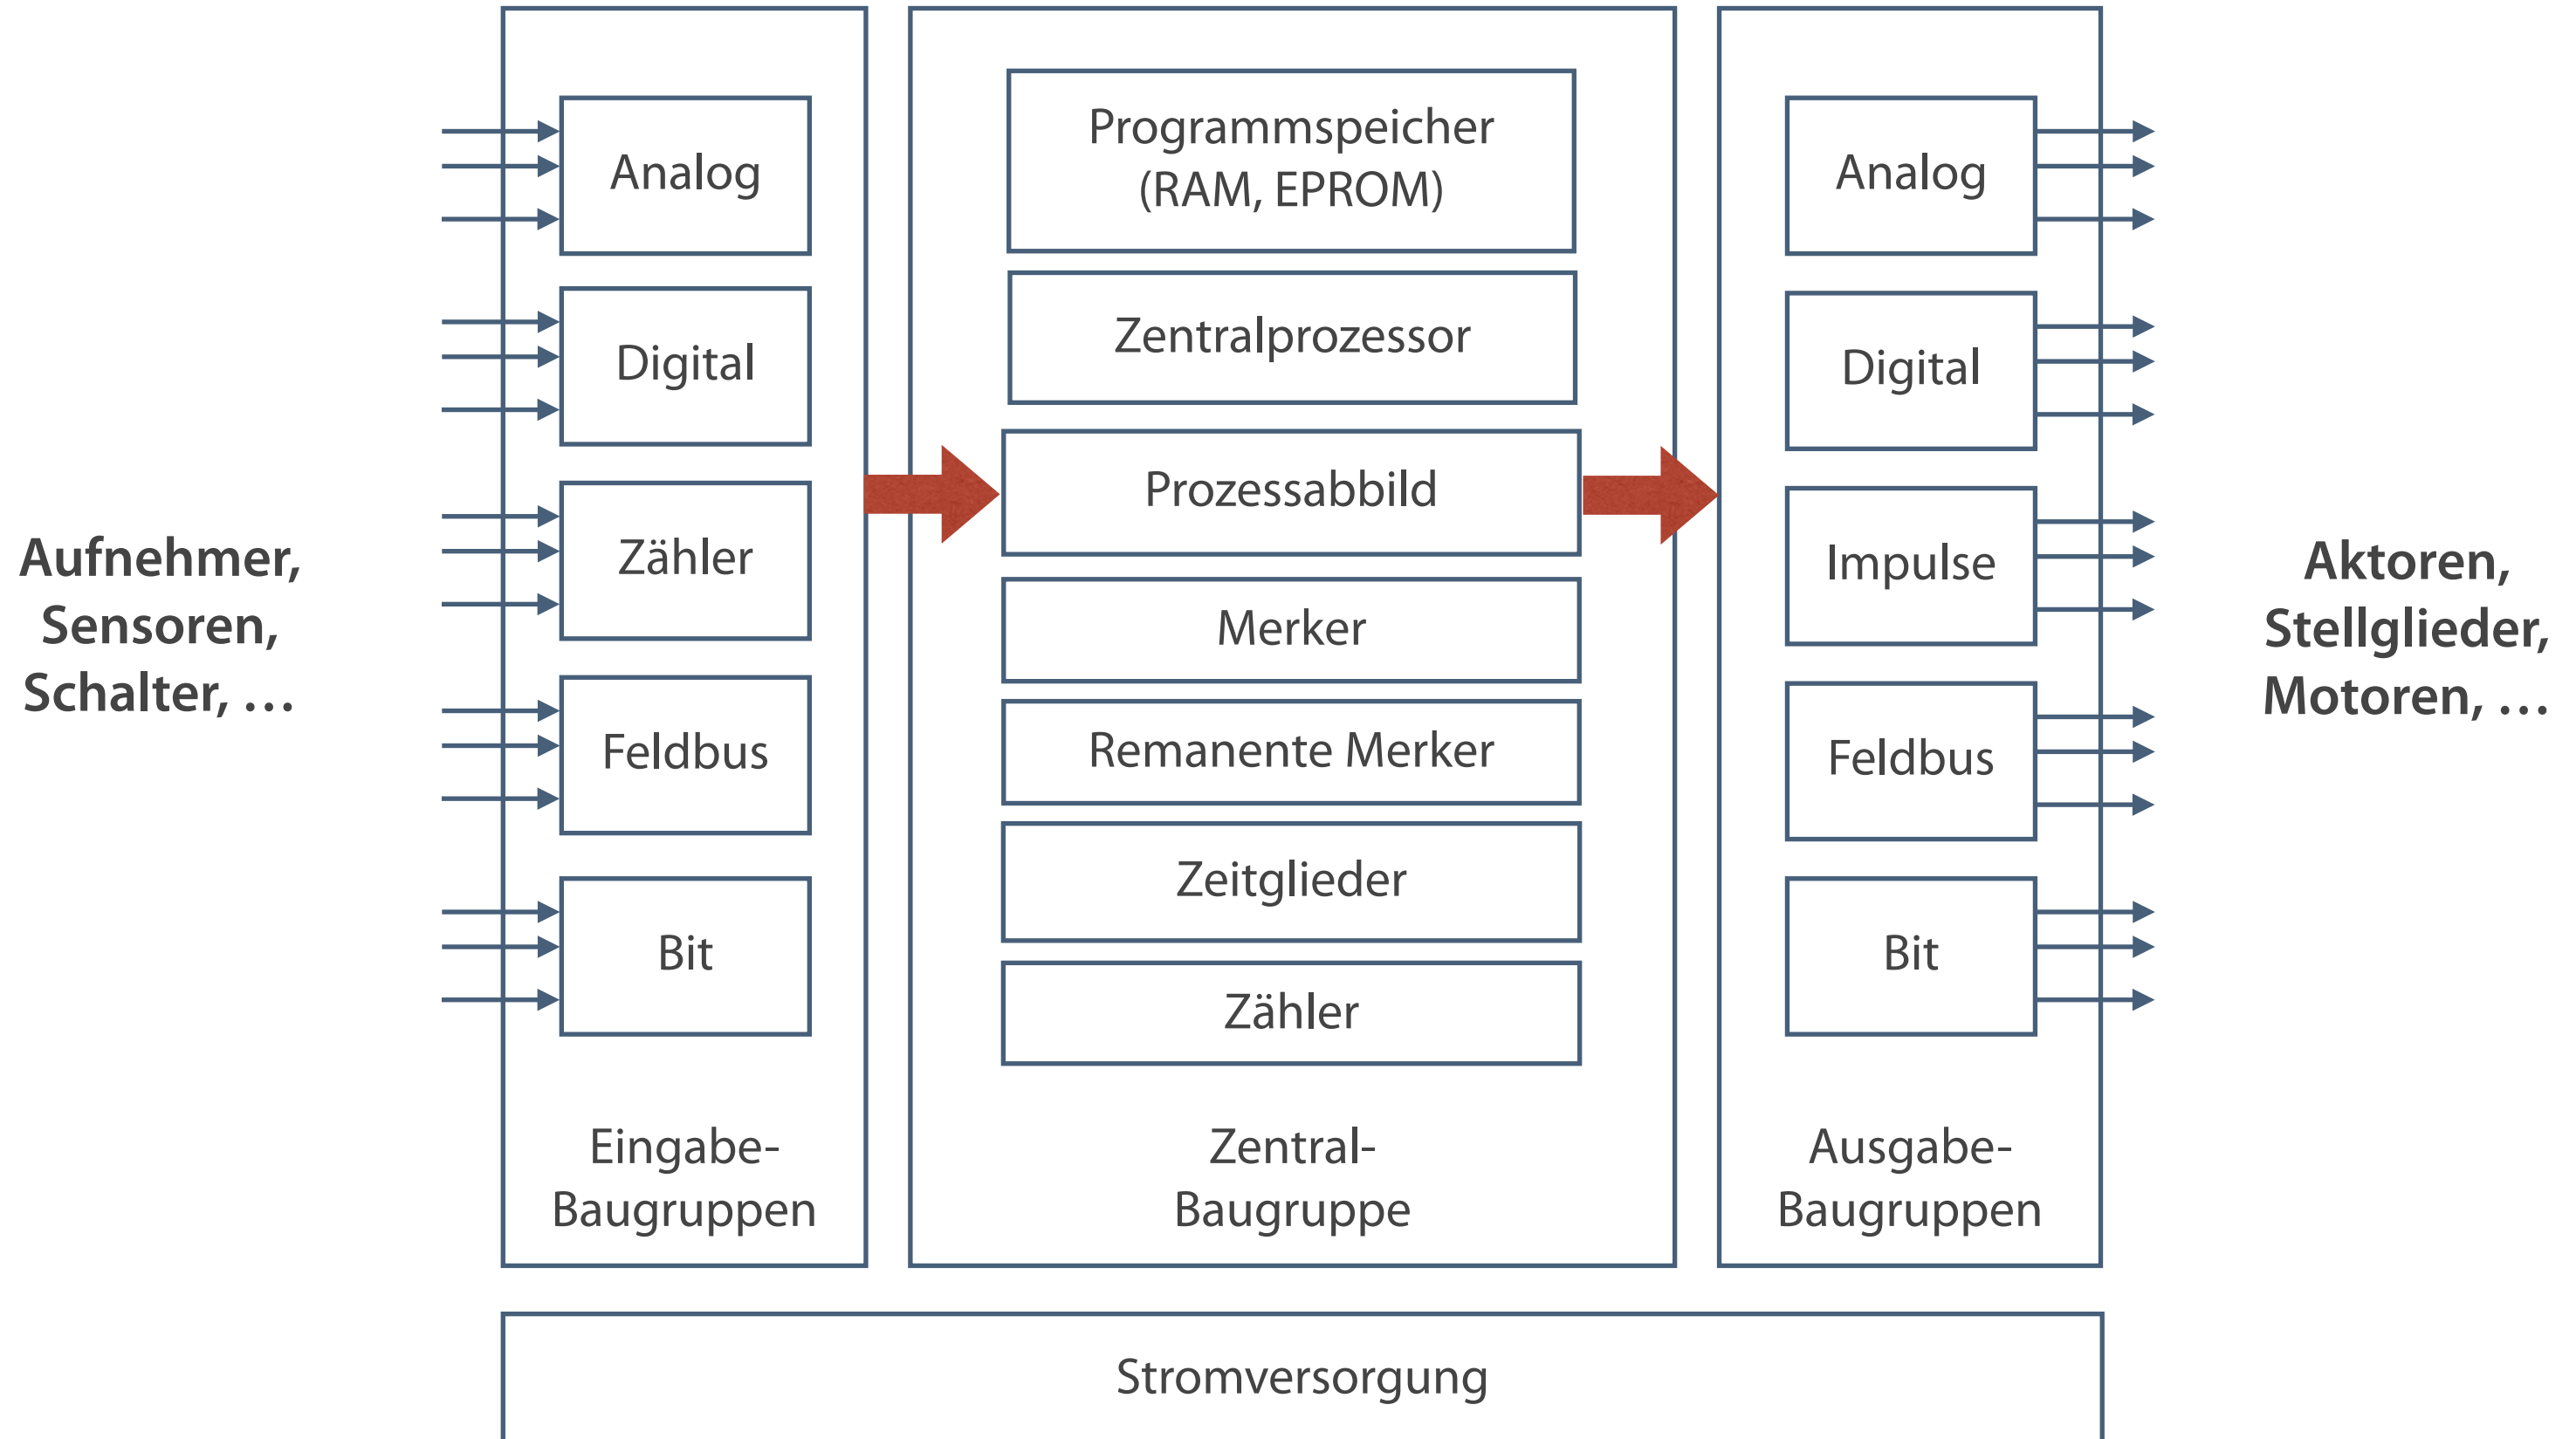 Aufnehmer,
Sensoren,
Schalter, …
Analog
Digital
Zähler
Feldbus
Bit
Eingabe-
Baugruppen
Programmspeicher
(RAM, EPROM)
Zentralprozessor
Prozessabbild
Merker
Remanente Merker
Zeitglieder
Zähler
Zentral-
Baugruppe
Analog
Digital
Impulse
Feldbus
Bit
Ausgabe-
Baugruppen
Aktoren,
Stellglieder,
Motoren, …
Stromversorgung